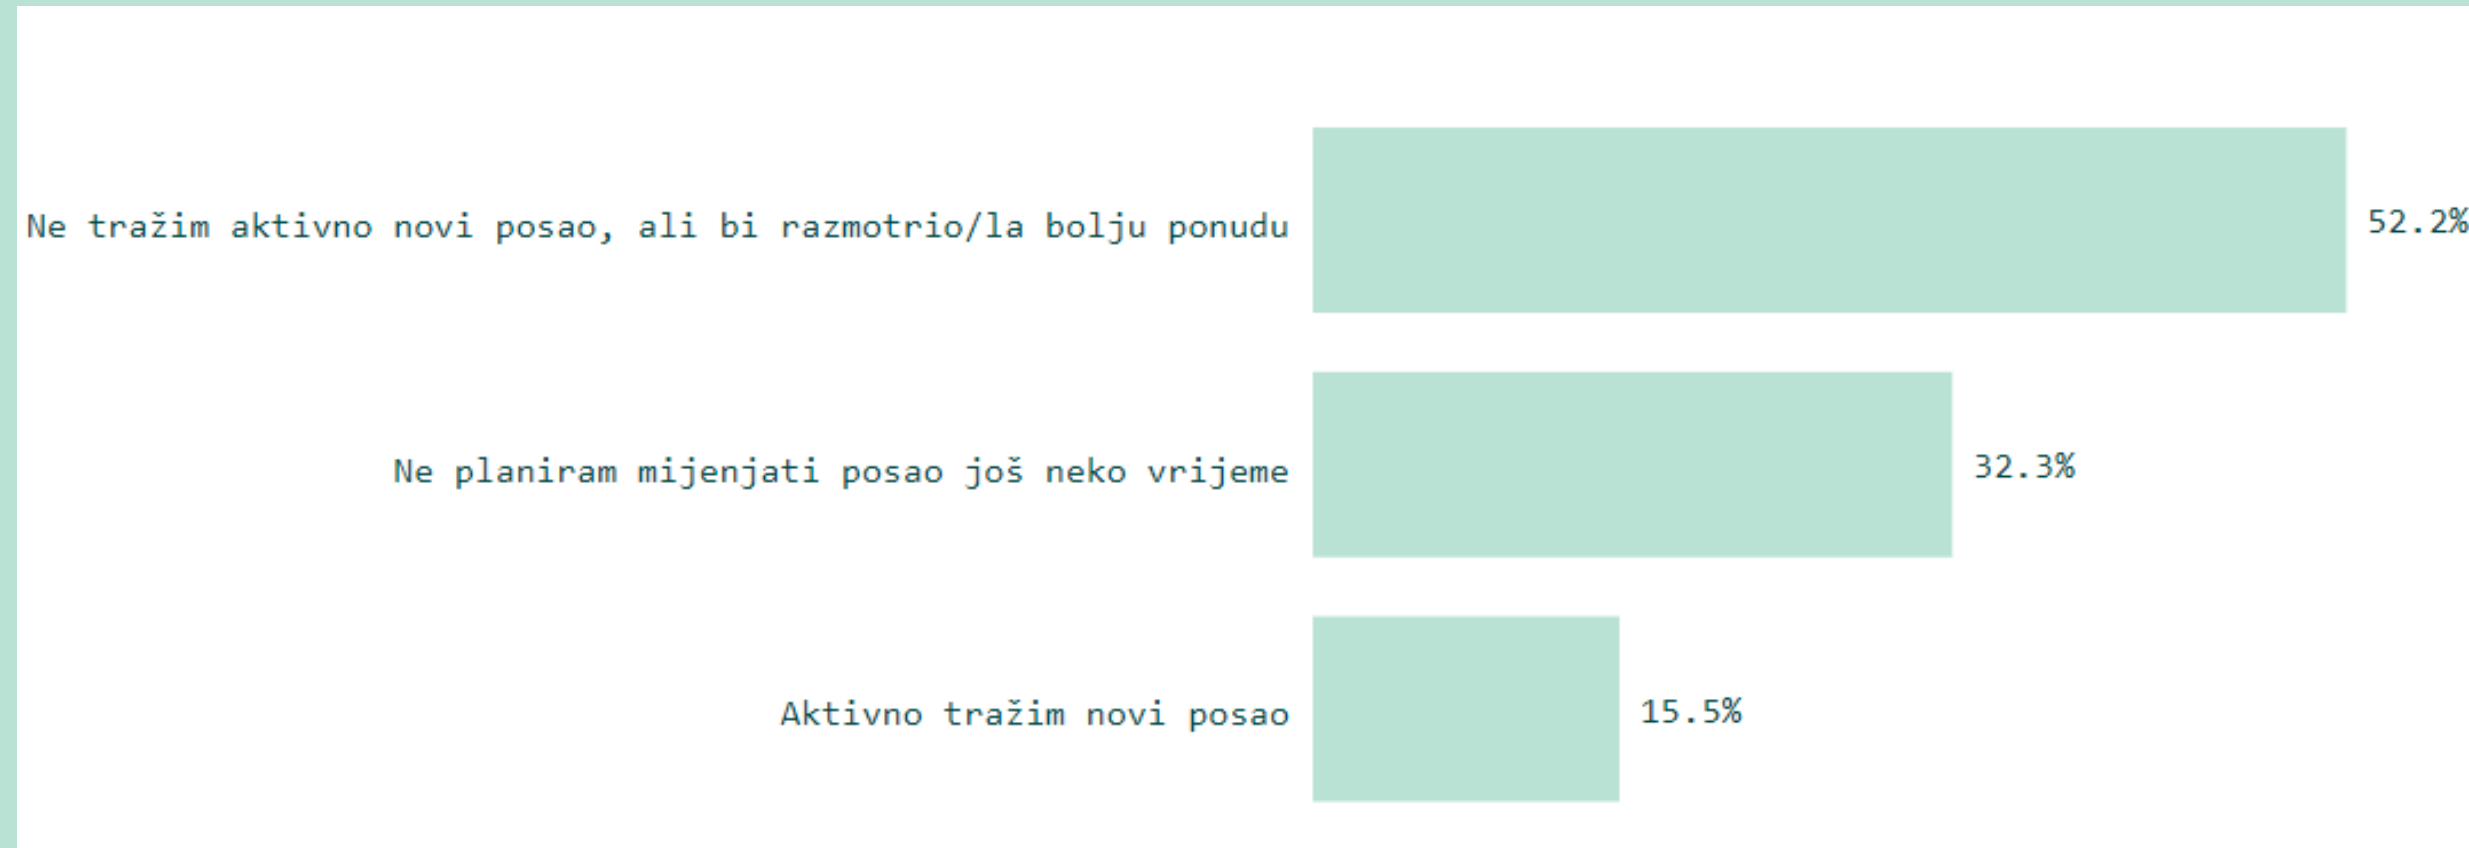 Ne tražim aktivno novi posao, ali bi razmotrio/la bolju ponudu 52.2%
Ne planiram mijenjati posao još neko vrijeme 32.3%
Aktivno tražim novi posao 15.5%